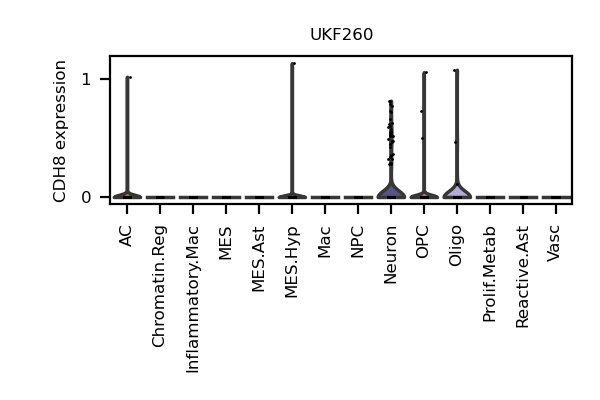 UKF260
CDH8 expression
1
0
AC
Chromatin.Reg
Inflammatory.Mac
MES
MES.Ast
MES.Hyp
Mac
NPC
Neuron
OPC
Oligo
Prolif.Metab
Reactive.Ast
Vasc